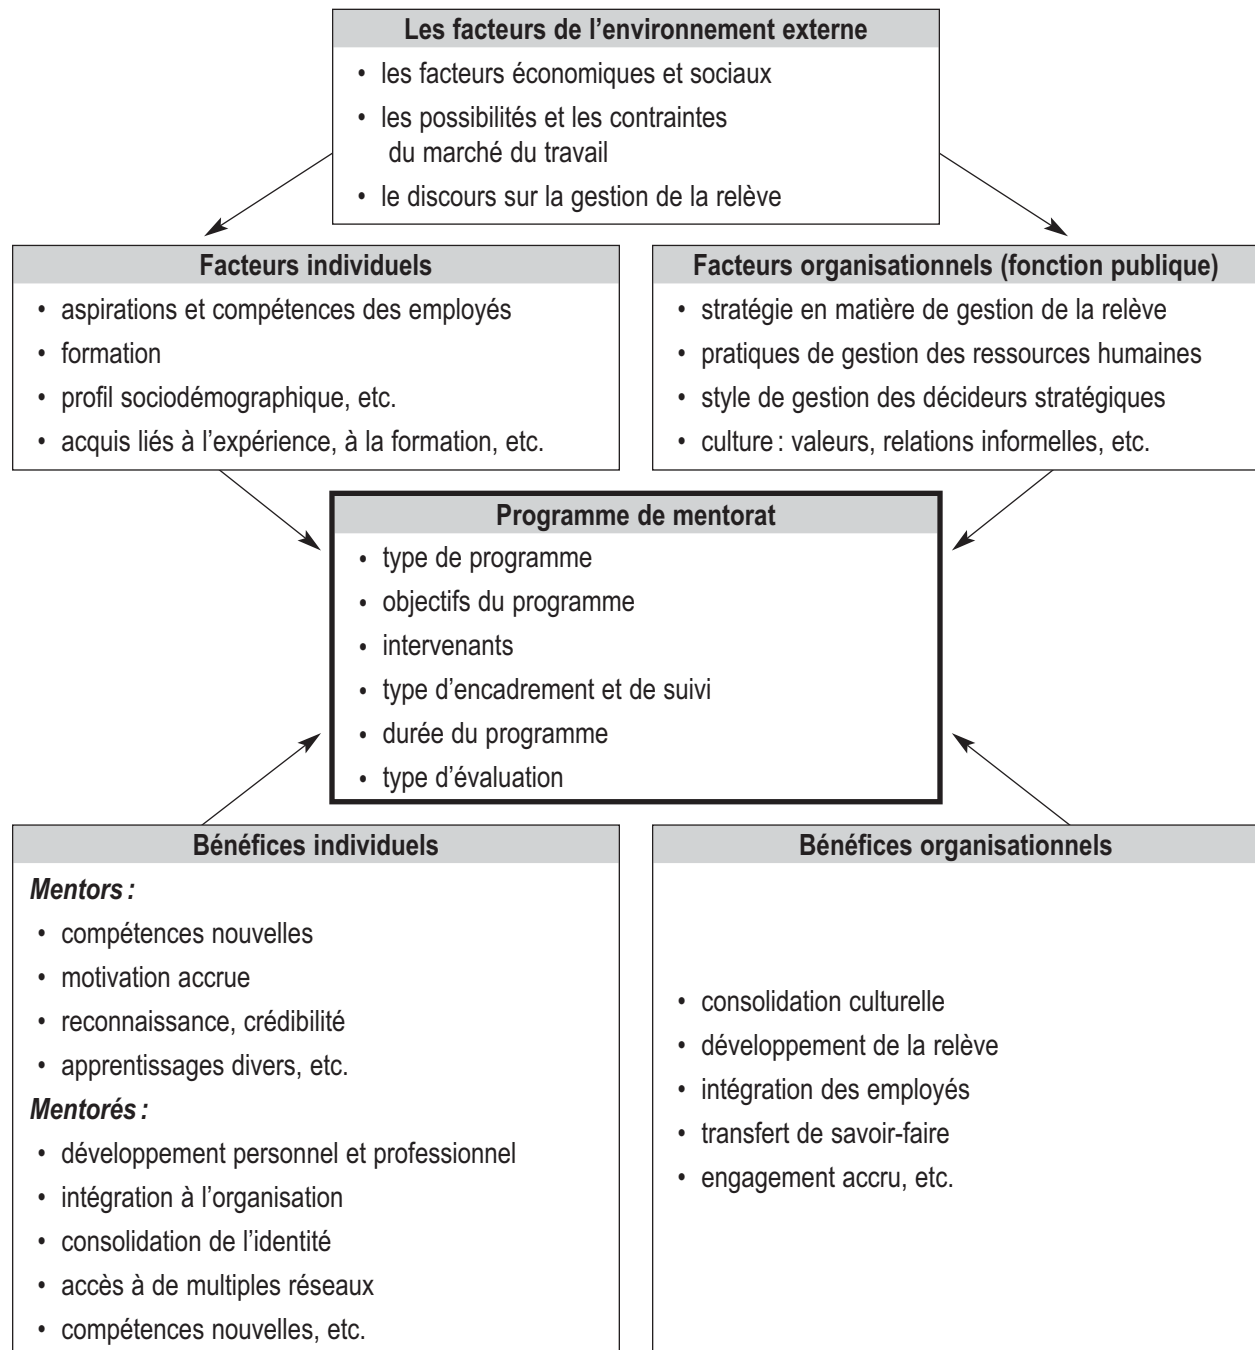 Les facteurs de l’environnement externe
• les facteurs économiques et sociaux
• les possibilités et les contraintes
du marché du travail
• le discours sur la gestion de la relève
Facteurs individuels
• aspirations et compétences des employés
• formation
• profil sociodémographique, etc.
• acquis liés à l’expérience, à la formation, etc.
Facteurs organisationnels (fonction publique)
• stratégie en matière de gestion de la relève
• pratiques de gestion des ressources humaines
• style de gestion des décideurs stratégiques
• culture : valeurs, relations informelles, etc.
Programme de mentorat
• type de programme
• objectifs du programme
• intervenants
• type d’encadrement et de suivi
• durée du programme
• type d’évaluation
Bénéfices individuels
Mentors :
• compétences nouvelles
• motivation accrue
• reconnaissance, crédibilité
• apprentissages divers, etc.
Mentorés :
• développement personnel et professionnel
• intégration à l’organisation
• consolidation de l’identité
• accès à de multiples réseaux
• compétences nouvelles, etc.
Bénéfices organisationnels
• consolidation culturelle
• développement de la relève
• intégration des employés
• transfert de savoir-faire
• engagement accru, etc.